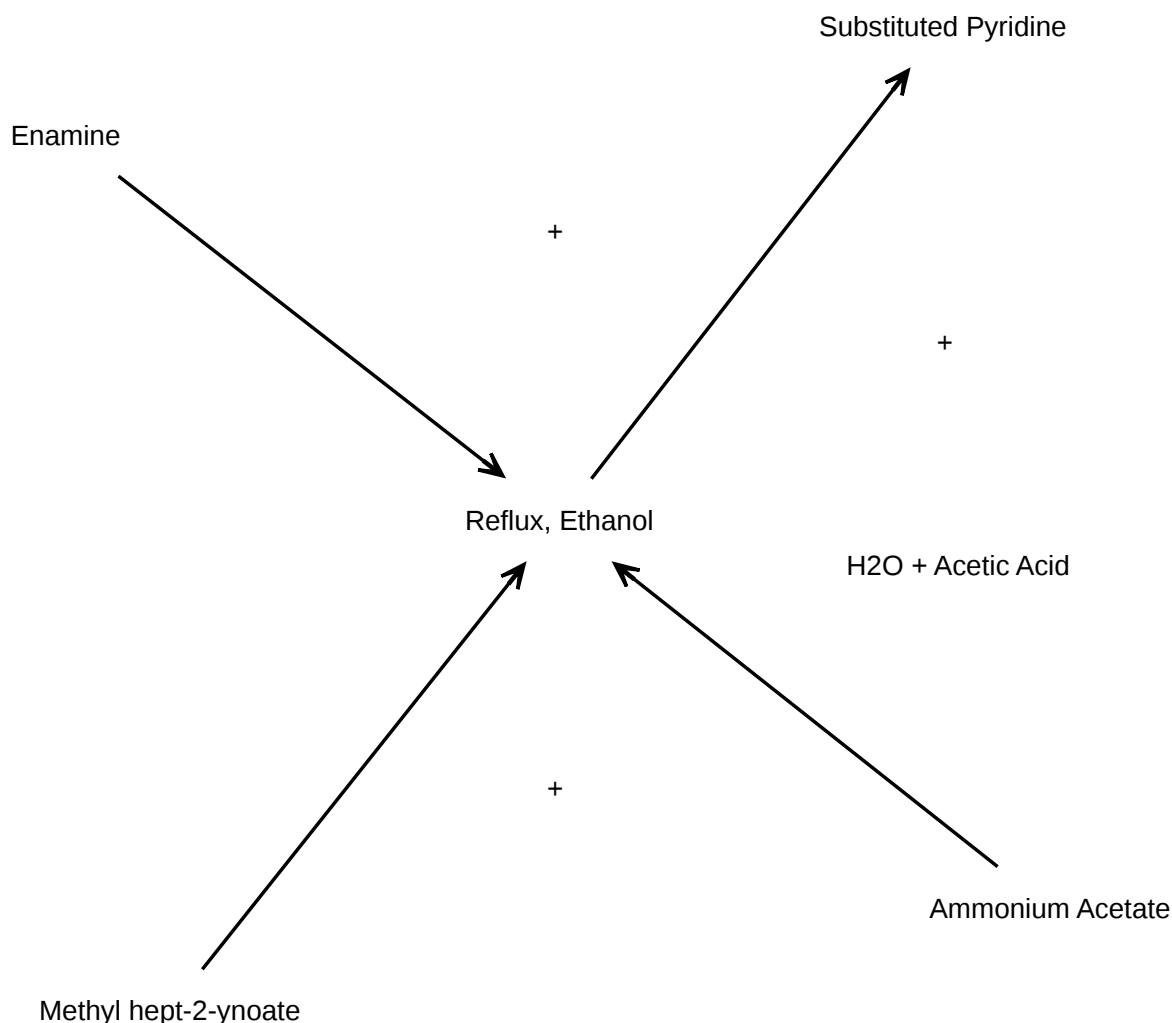 Substituted Pyridine
Enamine
+
+
Reflux, Ethanol
H2O + Acetic Acid
+
Ammonium Acetate
Methyl hept-2-ynoate